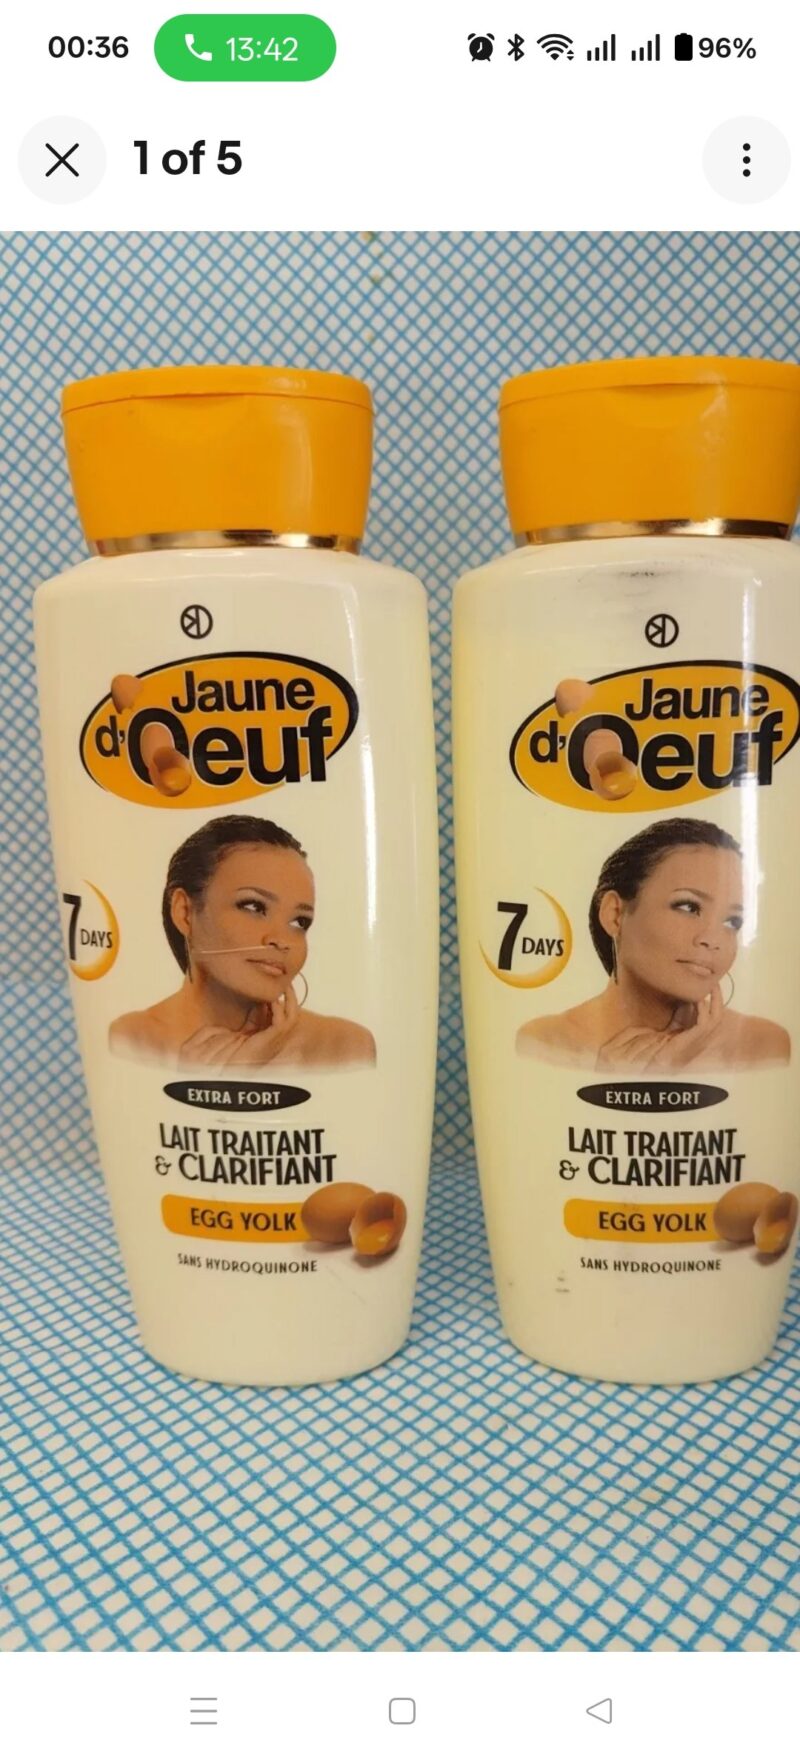 00:36
13:42
96%
1 of 5
Jaune
d'Oeuf
7
DAYS
EXTRA FORT
LAIT TRAITANT
& CLARIFIANT
EGG YOLK
SANS HYDROQUINONE
Jaune
d'Oeuf
7
DAYS
EXTRA FORT
LAIT TRAITANT
& CLARIFIANT
EGG YOLK
SANS HYDROQUINONE